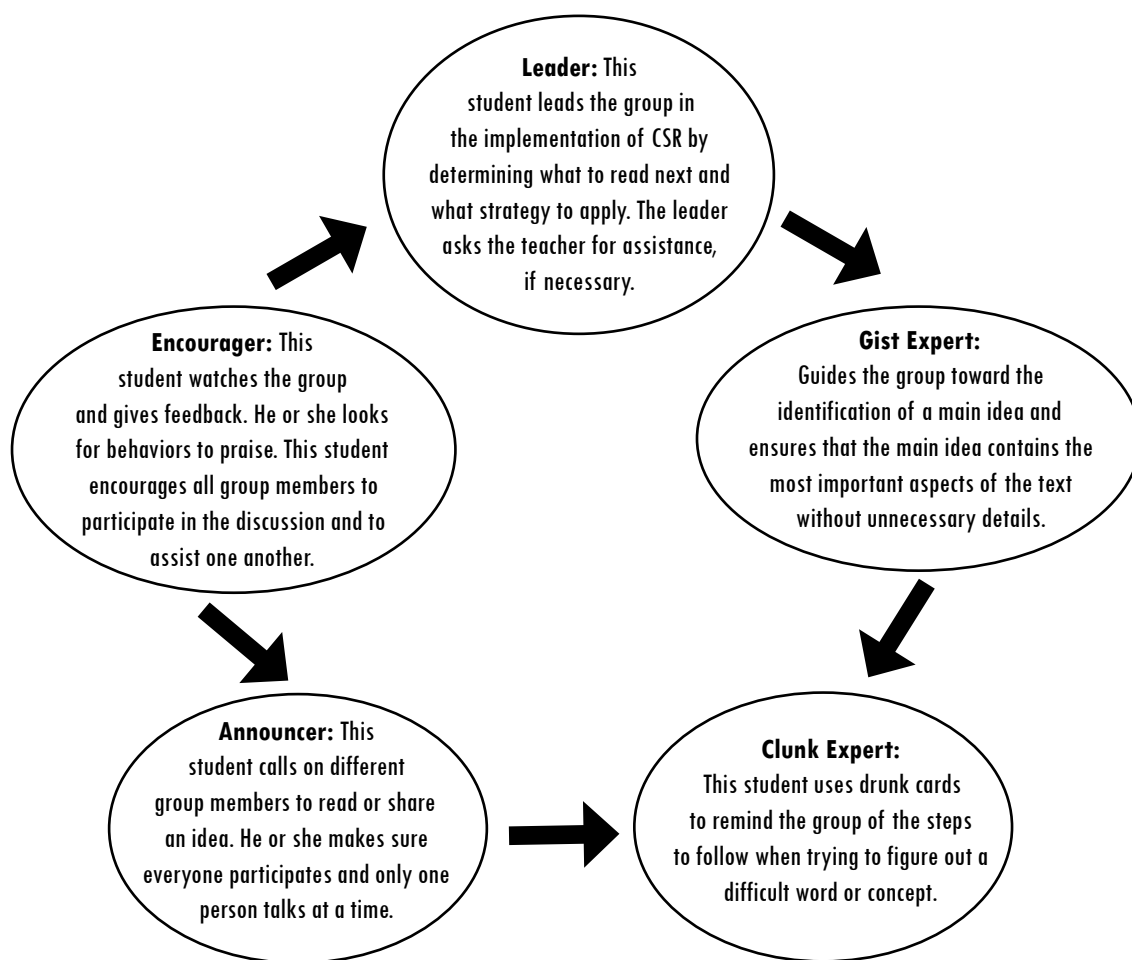 Leader: This
student leads the group in
the implementation of CSR by
determining what to read next and
what strategy to apply. The leader
asks the teacher for assistance,
if necessary.
Encourager: This
student watches the group
and gives feedback. He or she looks
for behaviors to praise. This student
encourages all group members to
participate in the discussion and to
assist one another.
Gist Expert:
Guides the group toward the
identification of a main idea and
ensures that the main idea contains the
most important aspects of the text
without unnecessary details.
Announcer: This
student calls on different
group members to read or share
an idea. He or she makes sure
everyone participates and only one
person talks at a time.
Clunk Expert:
This student uses drunk cards
to remind the group of the steps
to follow when trying to figure out a
difficult word or concept.